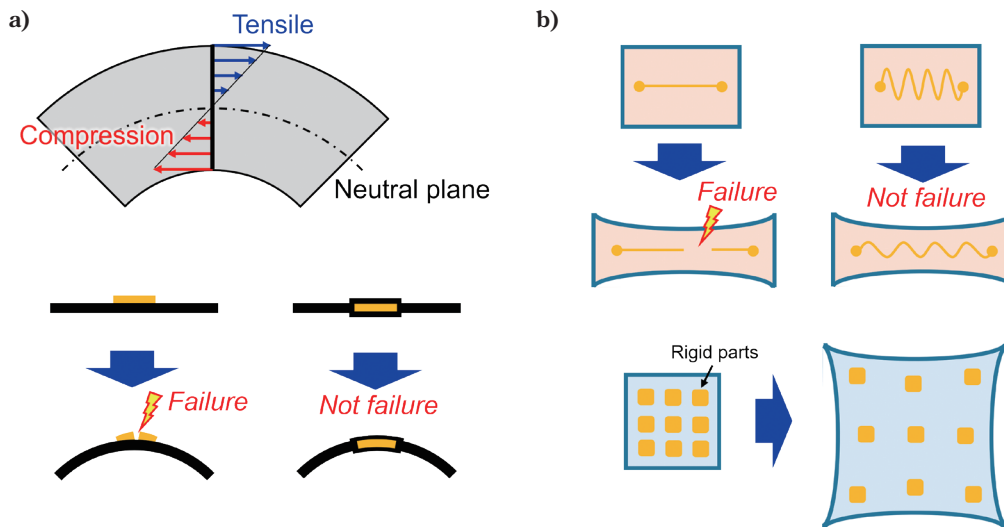 a)
Tensile
Compression
Neutral plane
Failure
Not failure
b)
Failure
Not failure
Rigid parts